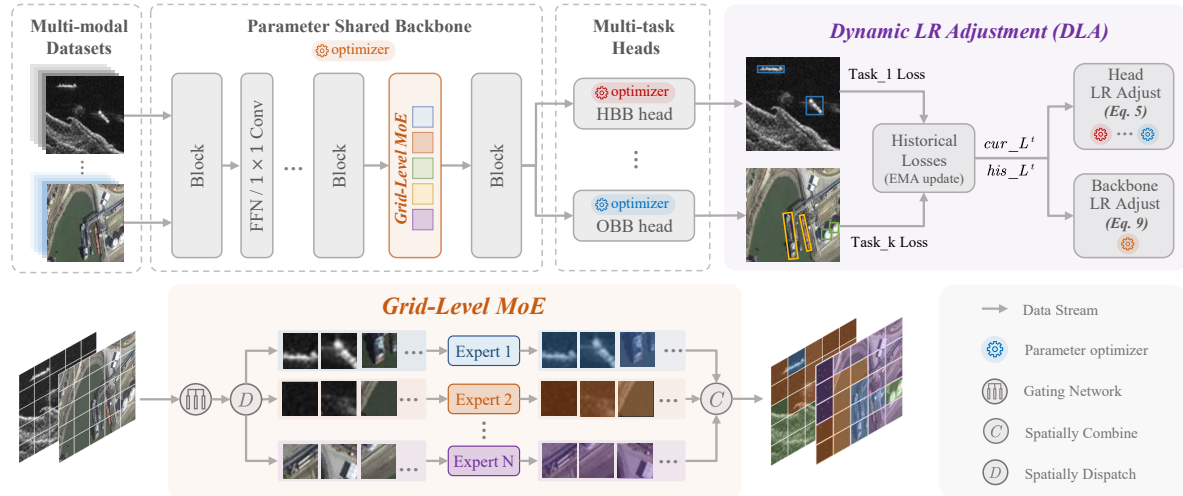 Multi-modal
Datasets
Parameter Shared Backbone
optimizer
Block
FFN / 1 × 1 Conv
...
Block
Grid-Level MoE
Block
Multi-task
Heads
optimizer
HBB head
optimizer
OBB head
Dynamic LR Adjustment (DLA)
Task_1 Loss
Task_k Loss
Historical
Losses
(EMA update)
cur_Lᵗ
his_Lᵗ
Head
LR Adjust
(Eq. 5)
...
Backbone
LR Adjust
(Eq. 9)
Grid-Level MoE
D
...
Expert 1
...
...
Expert 2
...
...
Expert N
...
C
Data Stream
Parameter optimizer
Gating Network
C Spatially Combine
D Spatially Dispatch